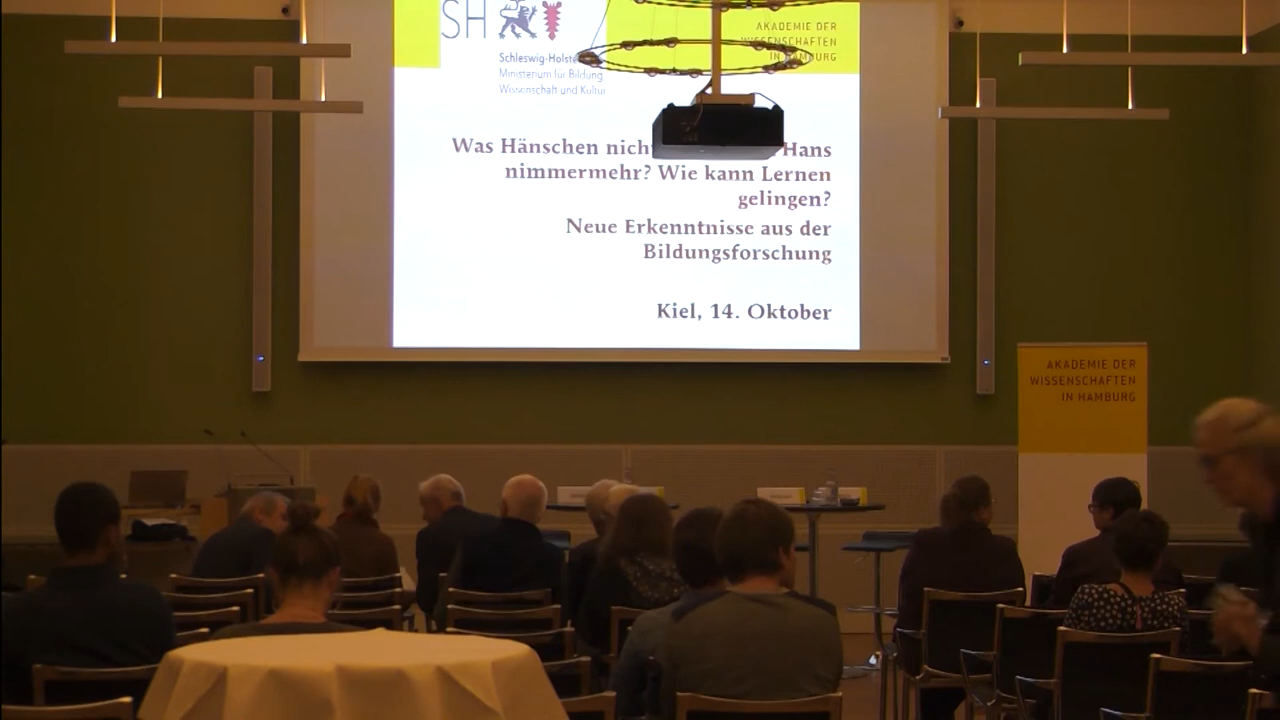 SH
AKADEMIE DER
WISSENSCHAFTEN
IN HAMBURG
Schleswig-Holste
Ministerium für Bildung
Wissenschaft und Kultur
Was Hänschen nich Hans
nimmermehr? Wie kann Lernen
gelingen?
Neue Erkenntnisse aus der
Bildungsforschung
Kiel, 14. Oktober
AKADEMIE DER
WISSENSCHAFTEN
IN HAMBURG